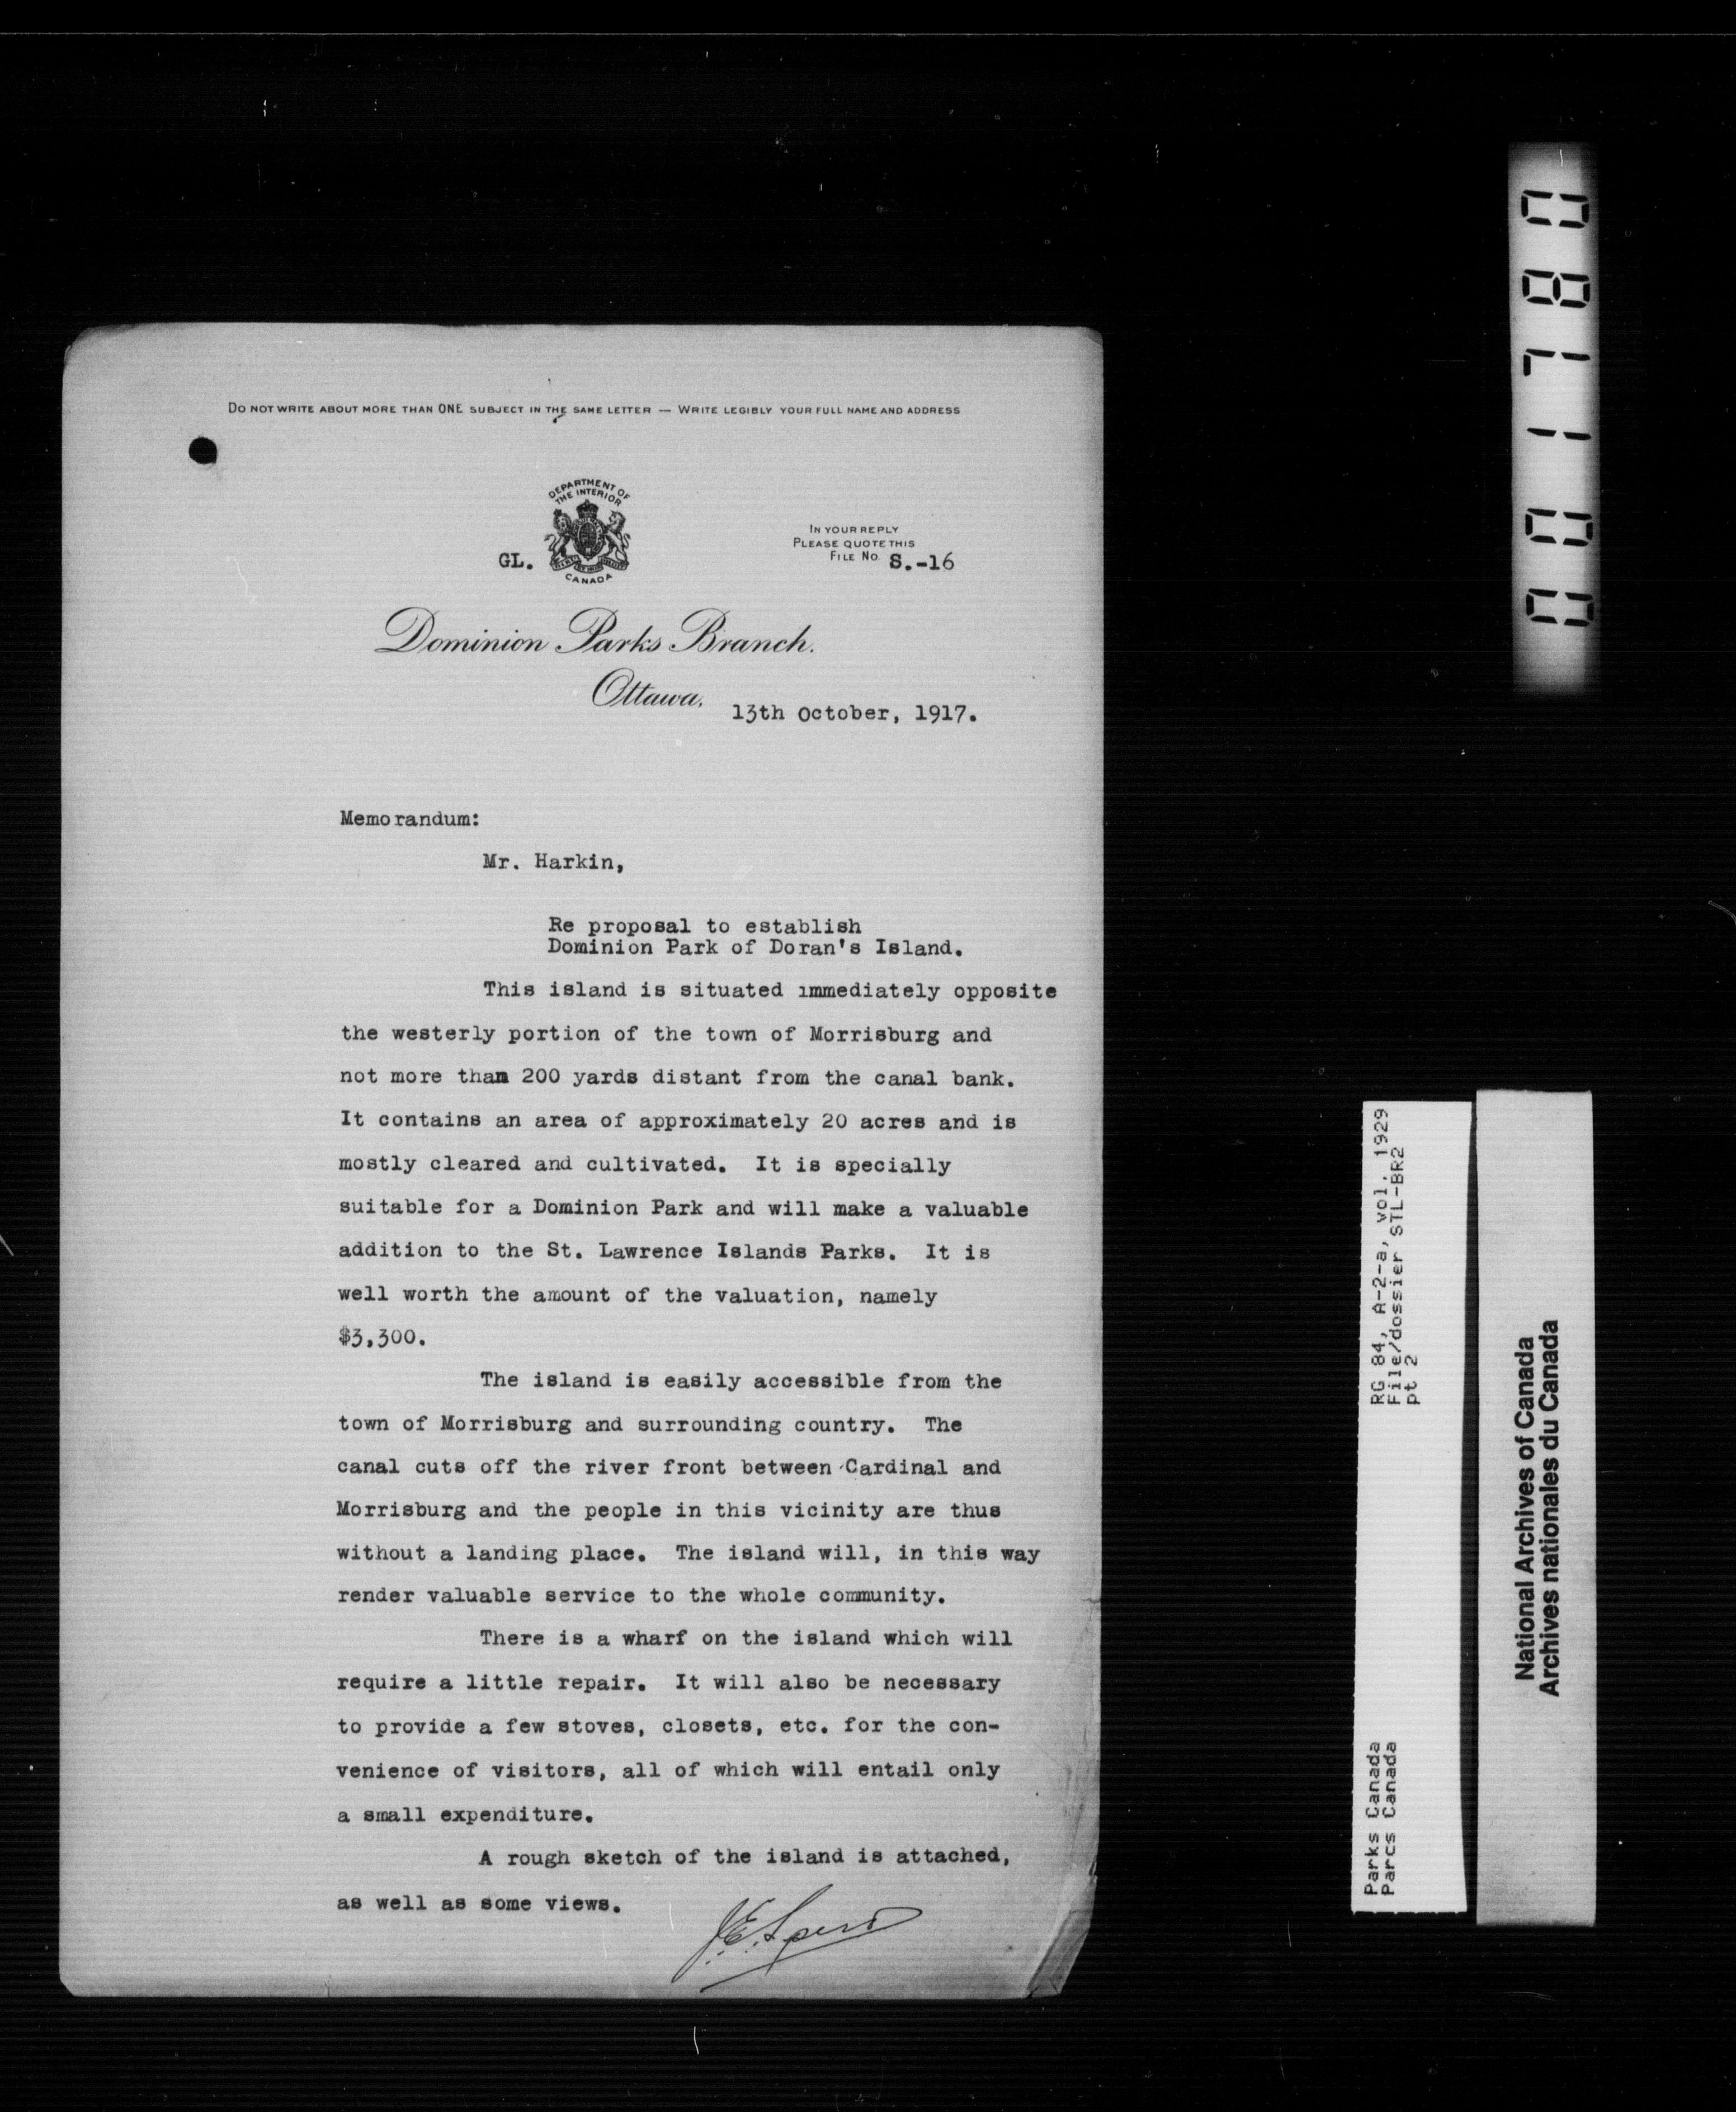 DO NOT WRITE ABOUT MORE THAN ONE SUBJECT IN THE SAME LETTER — WRITE LEGIBLY YOUR FULL NAME AND ADDRESS
DEPARTMENT OF
THE INTERIOR
CANADA
GL.
IN YOUR REPLY
PLEASE QUOTE THIS
FILE NO. S.-16
Dominion Parks Branch.
Ottawa, 13th October, 1917.
Memorandum:
Mr. Harkin,
Re proposal to establish
Dominion Park of Doran's Island.
This island is situated immediately opposite
the westerly portion of the town of Morrisburg and
not more than 200 yards distant from the canal bank.
It contains an area of approximately 20 acres and is
mostly cleared and cultivated. It is specially
suitable for a Dominion Park and will make a valuable
addition to the St. Lawrence Islands Parks. It is
well worth the amount of the valuation, namely
$3,300.
The island is easily accessible from the
town of Morrisburg and surrounding country. The
canal cuts off the river front between Cardinal and
Morrisburg and the people in this vicinity are thus
without a landing place. The island will, in this way
render valuable service to the whole community.
There is a wharf on the island which will
require a little repair. It will also be necessary
to provide a few stoves, closets, etc. for the con-
venience of visitors, all of which will entail only
a small expenditure.
A rough sketch of the island is attached,
as well as some views.
J.E. Spero
001780
RG 84, A-2-a, vol. 1929
File/dossier STL-BR2
pt 2
Parks Canada
Parcs Canada
National Archives of Canada
Archives nationales du Canada